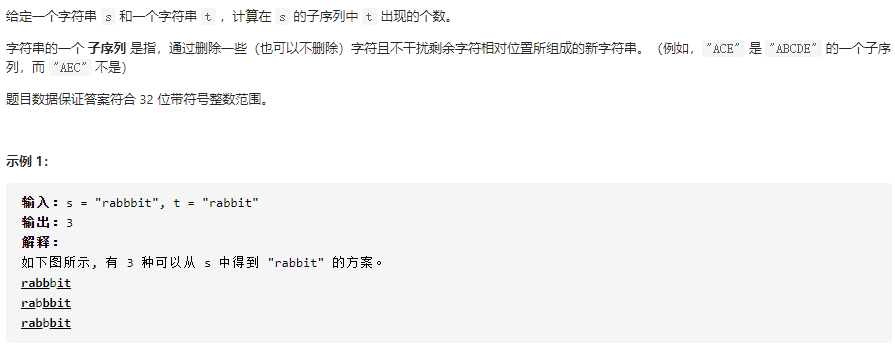 给定一个字符串 s 和一个字符串 t ，计算在 s 的子序列中 t 出现的个数。
字符串的一个 子序列 是指，通过删除一些（也可以不删除）字符且不干扰剩余字符相对位置所组成的新字符串。（例如，"ACE" 是 "ABCDE" 的一个子序
列，而 "AEC" 不是）
题目数据保证答案符合 32 位带符号整数范围。
示例 1：
输入：s = "rabbbit", t = "rabbit"
输出：3
解释：
如下图所示, 有 3 种可以从 s 中得到 "rabbit" 的方案。
rabbbit
rabbbit
rabbbit